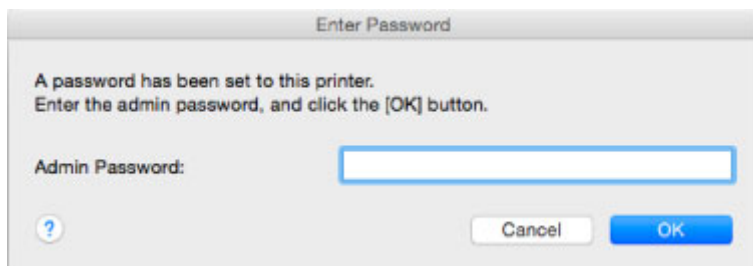 Enter Password
A password has been set to this printer.
Enter the admin password, and click the [OK] button.
Admin Password:
?
Cancel
OK